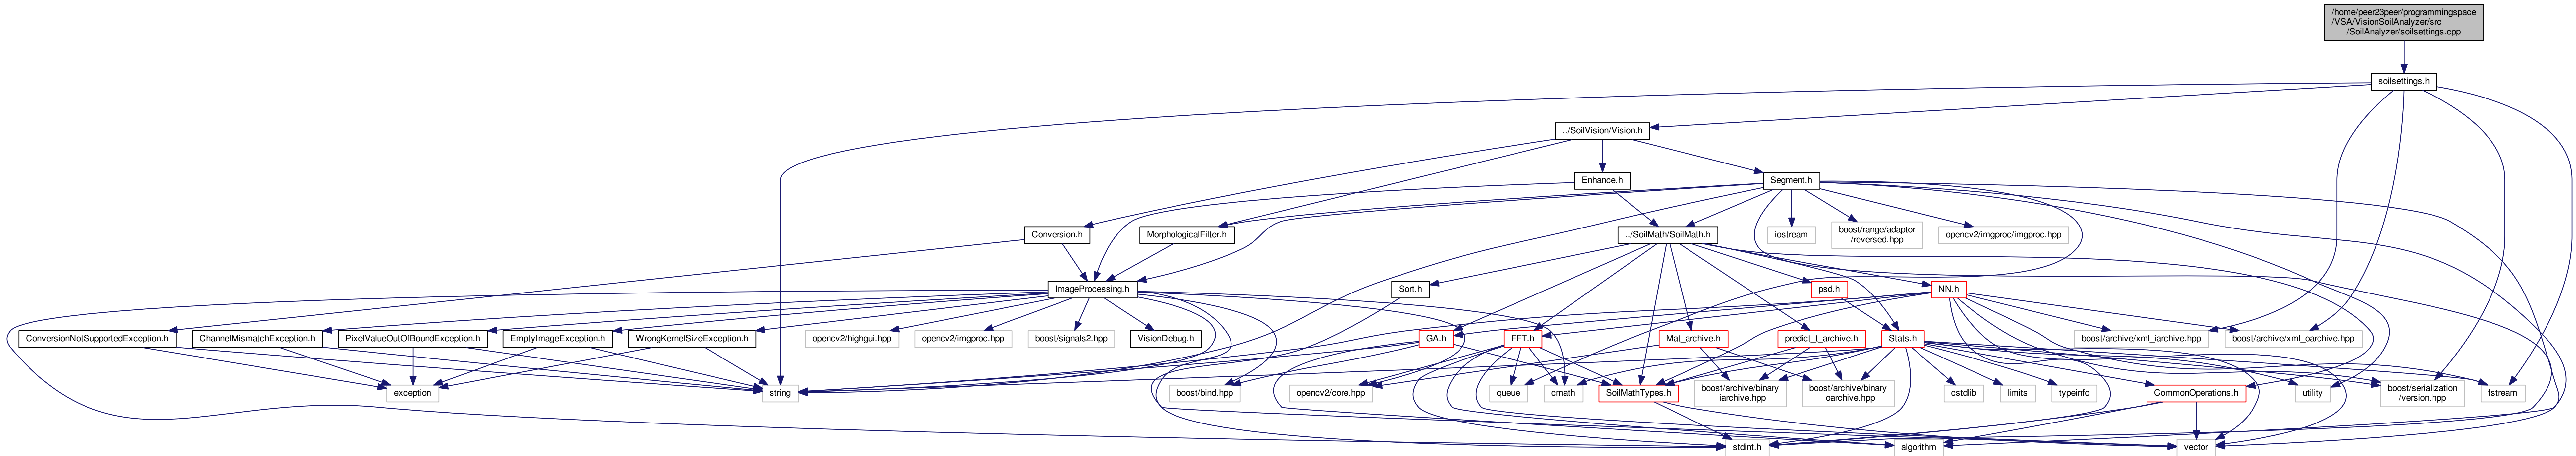 /home/peer23peer/programmingspace
/VSA/VisionSoilAnalyzer/src
/SoilAnalyzer/soilsettings.cpp
soilsettings.h
../SoilVision/Vision.h
Enhance.h
Segment.h
Conversion.h
MorphologicalFilter.h
../SoilMath/SoilMath.h
iostream
boost/range/adaptor
/reversed.hpp
opencv2/imgproc/imgproc.hpp
ImageProcessing.h
Sort.h
psd.h
NN.h
ConversionNotSupportedException.h
ChannelMismatchException.h
PixelValueOutOfBoundException.h
EmptyImageException.h
WrongKernelSizeException.h
opencv2/highgui.hpp
opencv2/imgproc.hpp
boost/signals2.hpp
VisionDebug.h
GA.h
FFT.h
Mat_archive.h
predict_t_archive.h
Stats.h
boost/archive/xml_iarchive.hpp
boost/archive/xml_oarchive.hpp
exception
string
boost/bind.hpp
opencv2/core.hpp
queue
cmath
SoilMathTypes.h
boost/archive/binary
_iarchive.hpp
boost/archive/binary
_oarchive.hpp
cstdlib
limits
typeinfo
CommonOperations.h
utility
boost/serialization
/version.hpp
fstream
stdint.h
algorithm
vector